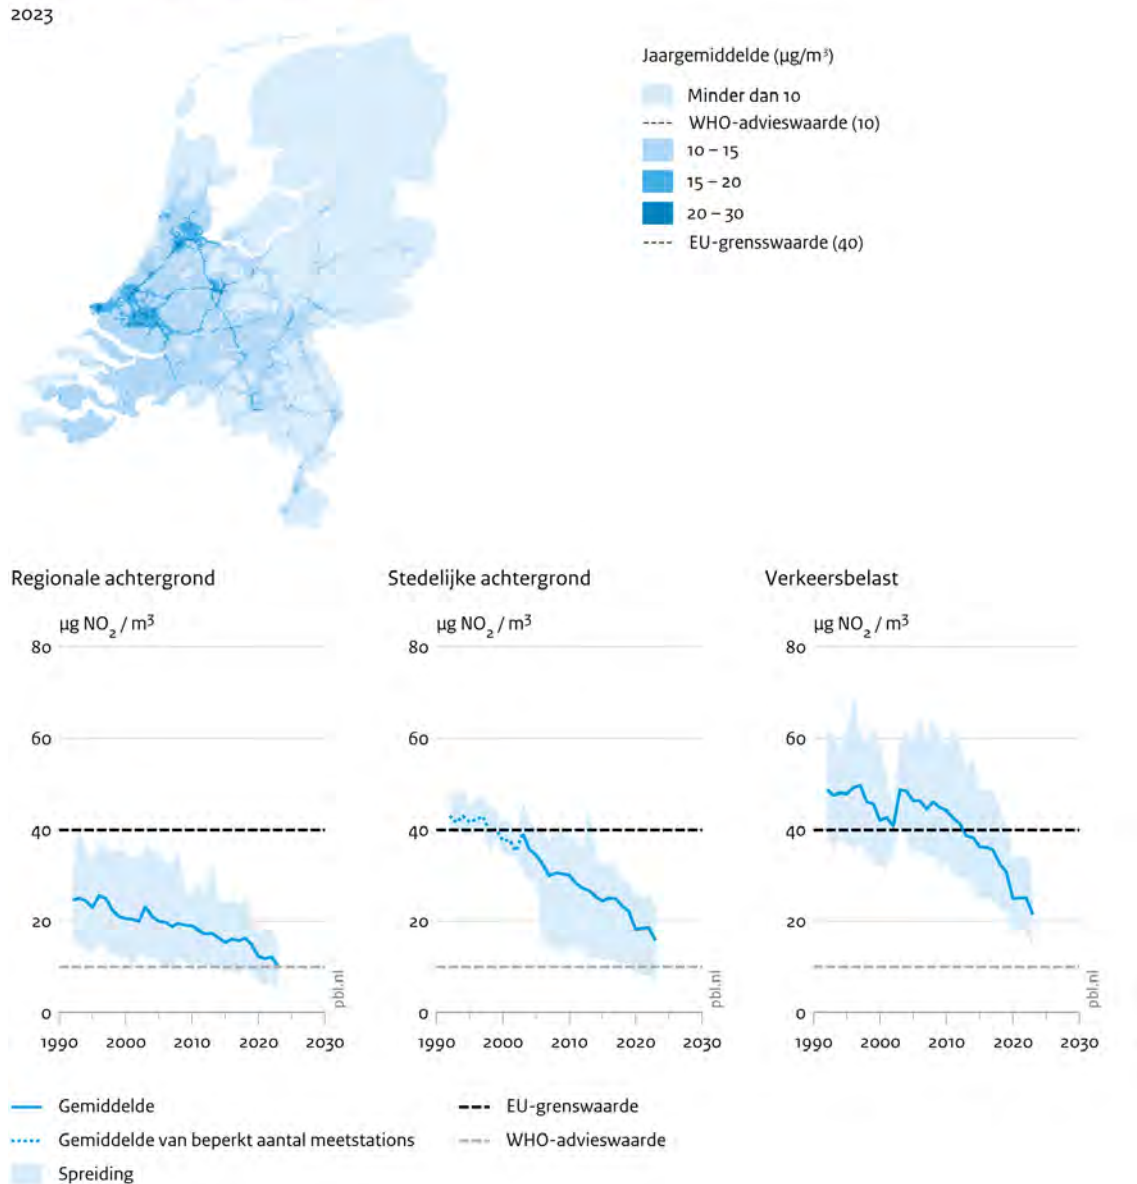 2023
Jaargemiddelde (µg/m³)
Minder dan 10
WHO-advieswaarde (10)
10 – 15
15 – 20
20 – 30
EU-grensswaarde (40)
Regionale achtergrond
Stedelijke achtergrond
Verkeersbelast
µg NO₂ / m³
µg NO₂ / m³
µg NO₂ / m³
80
60
40
20
0
1990 2000 2010 2020 2030
pbl.nl
80
60
40
20
0
1990 2000 2010 2020 2030
pbl.nl
80
60
40
20
0
1990 2000 2010 2020 2030
pbl.nl
Gemiddelde
Gemiddelde van beperkt aantal meetstations
Spreiding
EU-grenswaarde
WHO-advieswaarde